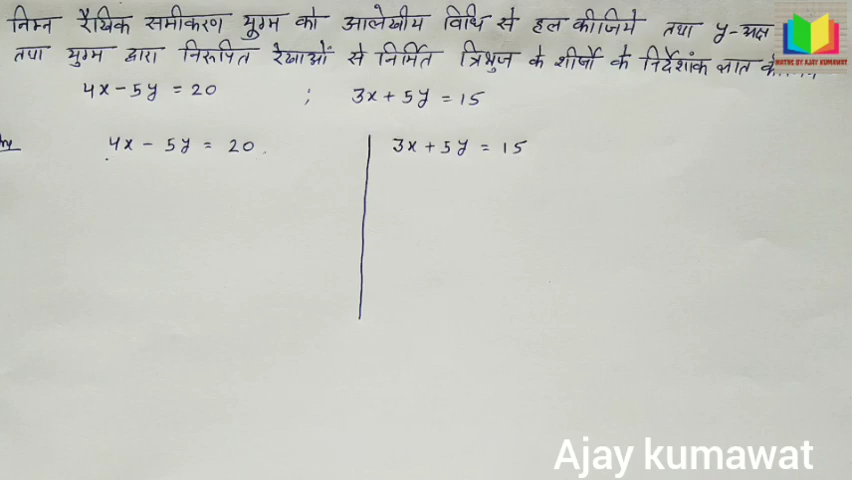 निम्न रैखिक समीकरण युग्म को आलेखीय विधि से हल कीजिये तथा y-अक्ष
तथा युग्म द्वारा निरूपित रेखाओं से निर्मित त्रिभुज के शीर्षों के निर्देशांक ज्ञात
4x - 5y = 20 ; 3x + 5y = 15
4x - 5y = 20 3x + 5y = 15
MATHS BY AJAY KUMAWAT
Ajay kumawat